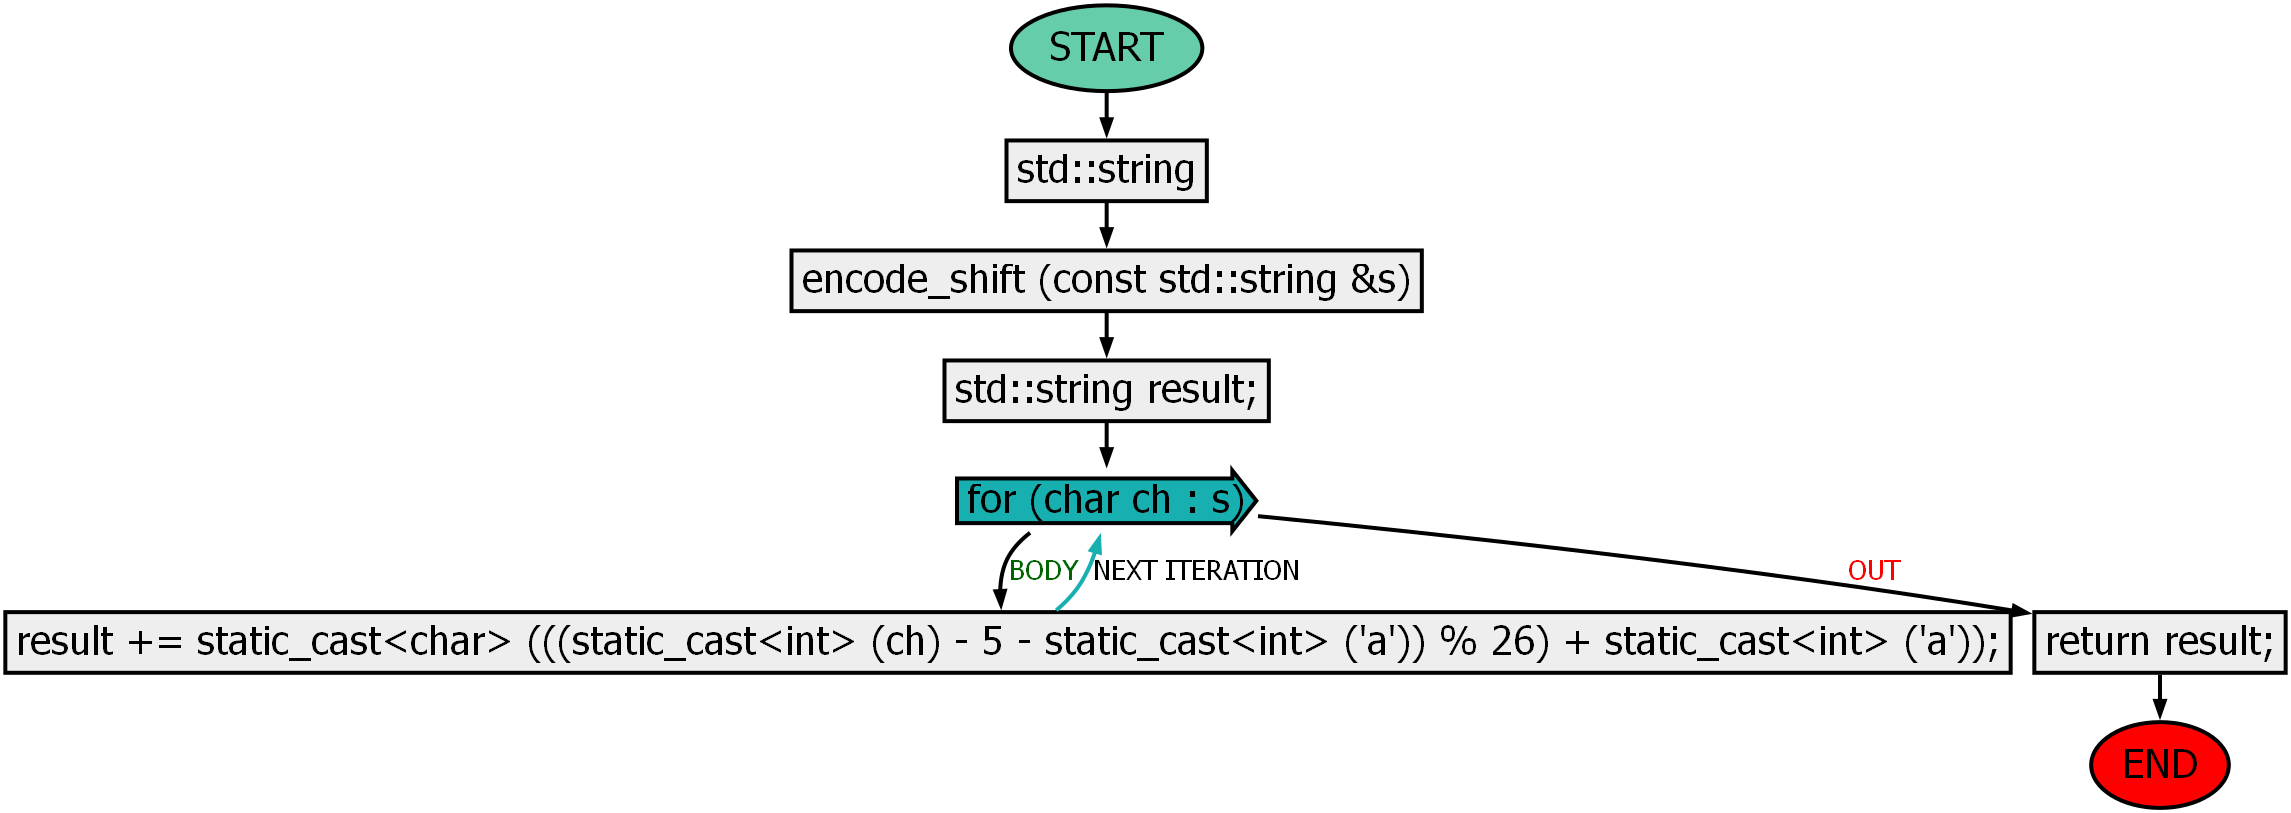 START
std::string
encode_shift (const std::string &s)
std::string result;
for (char ch : s)
BODY
NEXT ITERATION
OUT
result += static_cast<char> (((static_cast<int> (ch) - 5 - static_cast<int> ('a')) % 26) + static_cast<int> ('a'));
return result;
END